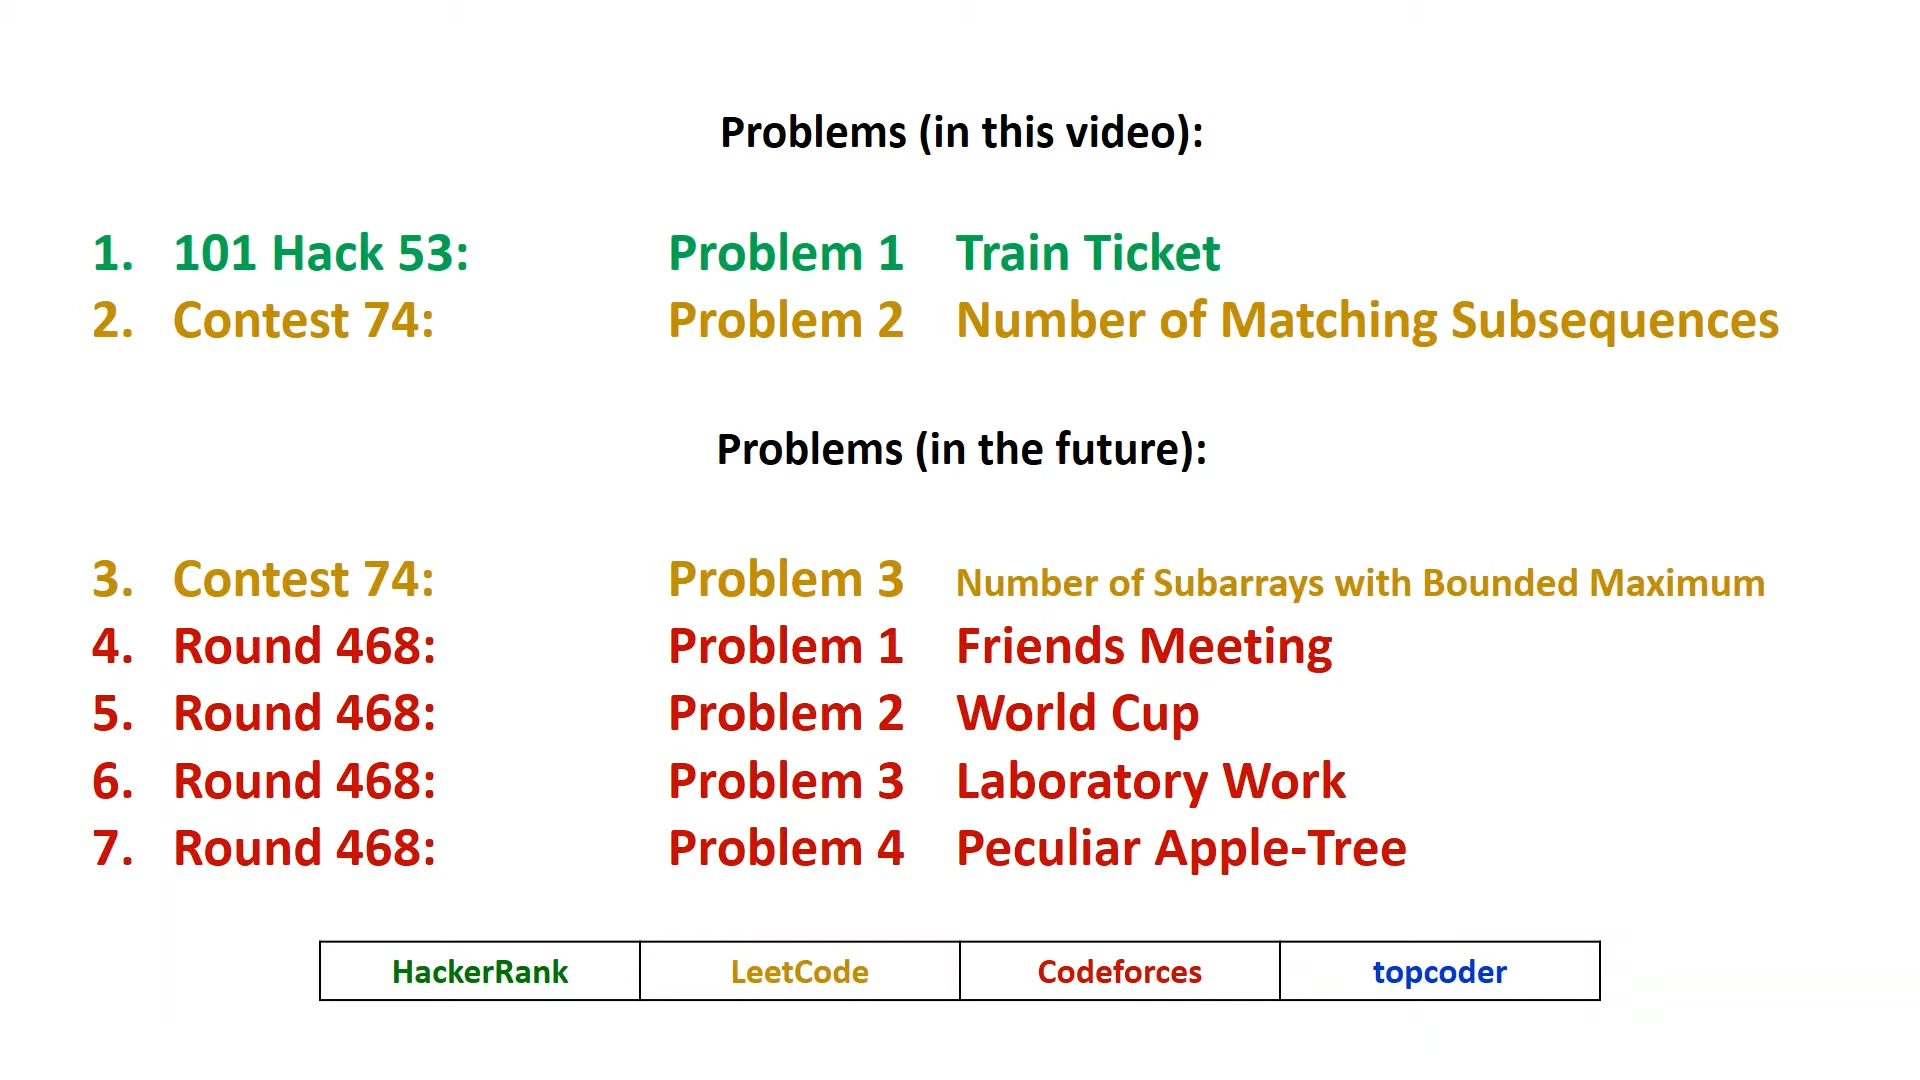 Problems (in this video):
1. 101 Hack 53: Problem 1 Train Ticket
2. Contest 74: Problem 2 Number of Matching Subsequences
Problems (in the future):
3. Contest 74: Problem 3 Number of Subarrays with Bounded Maximum
4. Round 468: Problem 1 Friends Meeting
5. Round 468: Problem 2 World Cup
6. Round 468: Problem 3 Laboratory Work
7. Round 468: Problem 4 Peculiar Apple-Tree
HackerRank LeetCode Codeforces topcoder